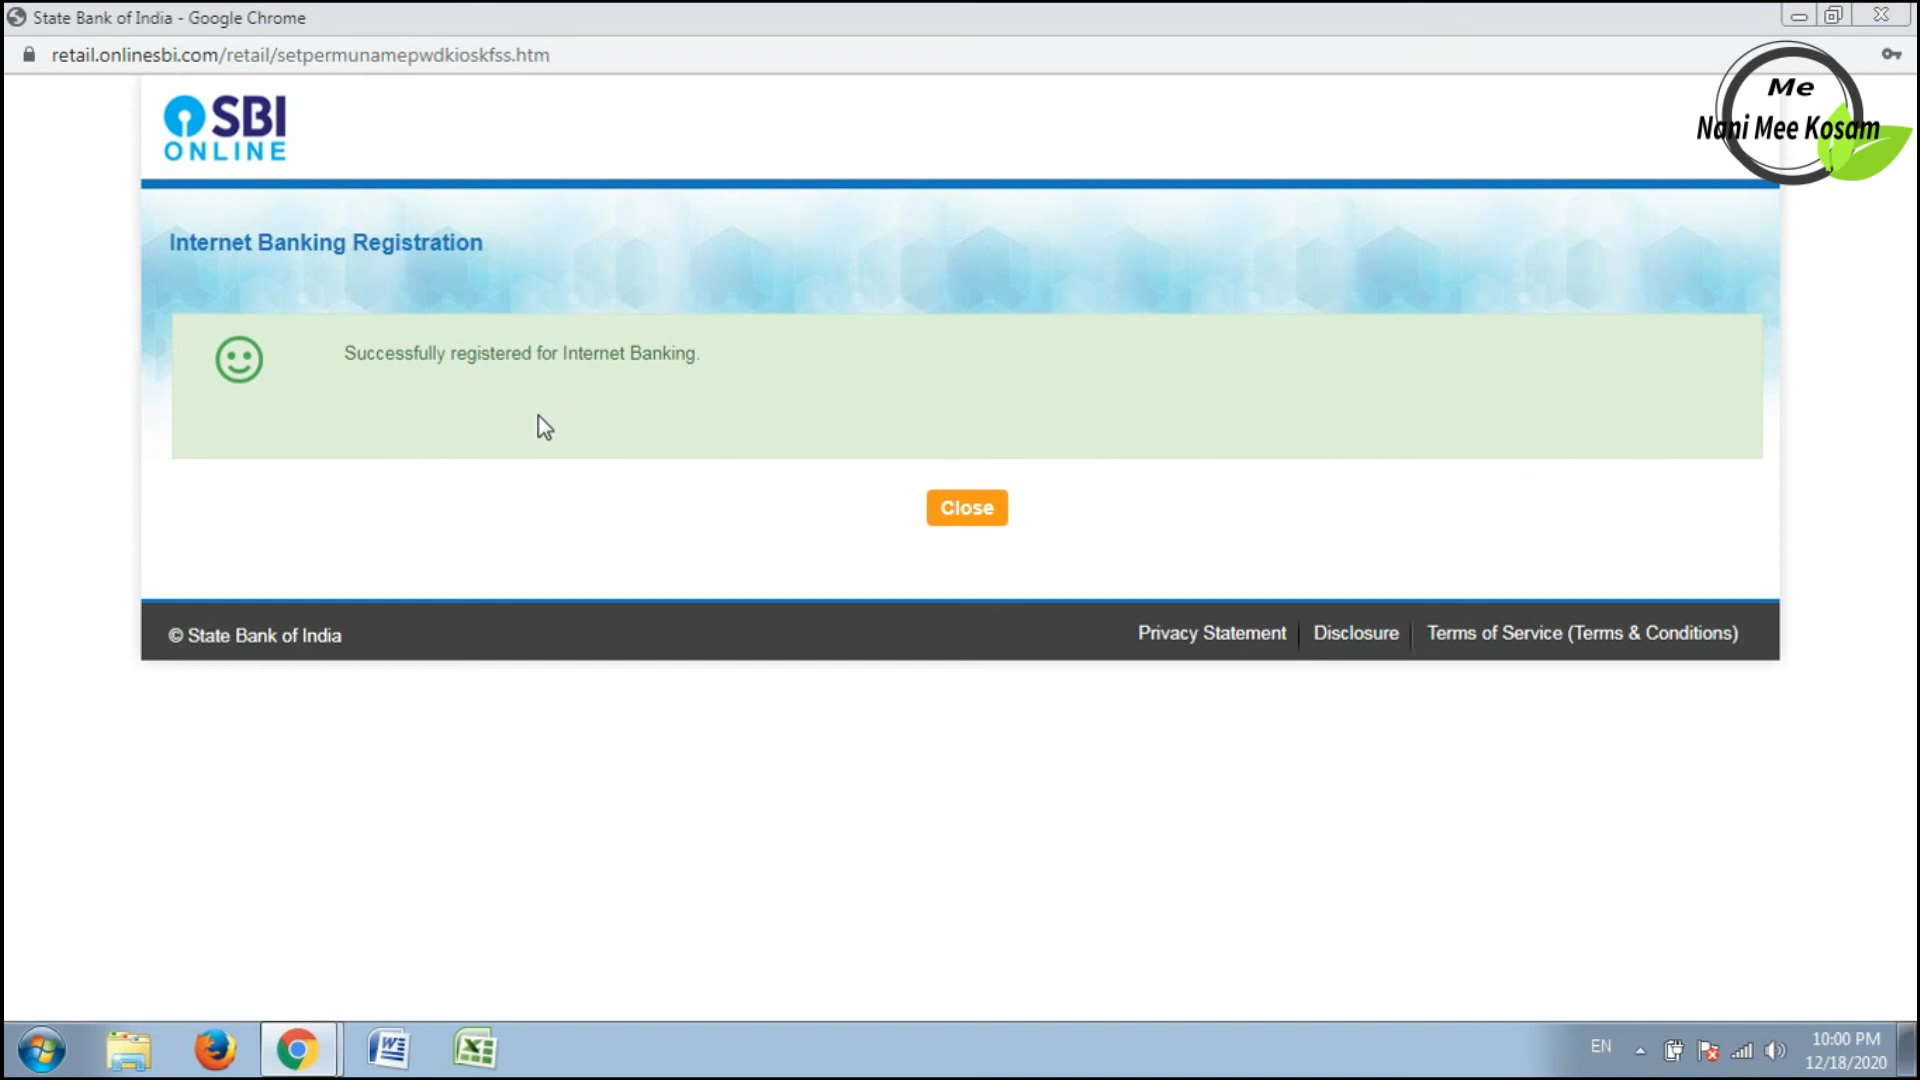 State Bank of India - Google Chrome
retail.onlinesbi.com/retail/setpermunamepwdkioskfss.htm
Me
Nani Mee Kosam
SBI
ONLINE
Internet Banking Registration
Successfully registered for Internet Banking.
Close
© State Bank of India
Privacy Statement
Disclosure
Terms of Service (Terms & Conditions)
EN
10:00 PM
12/18/2020